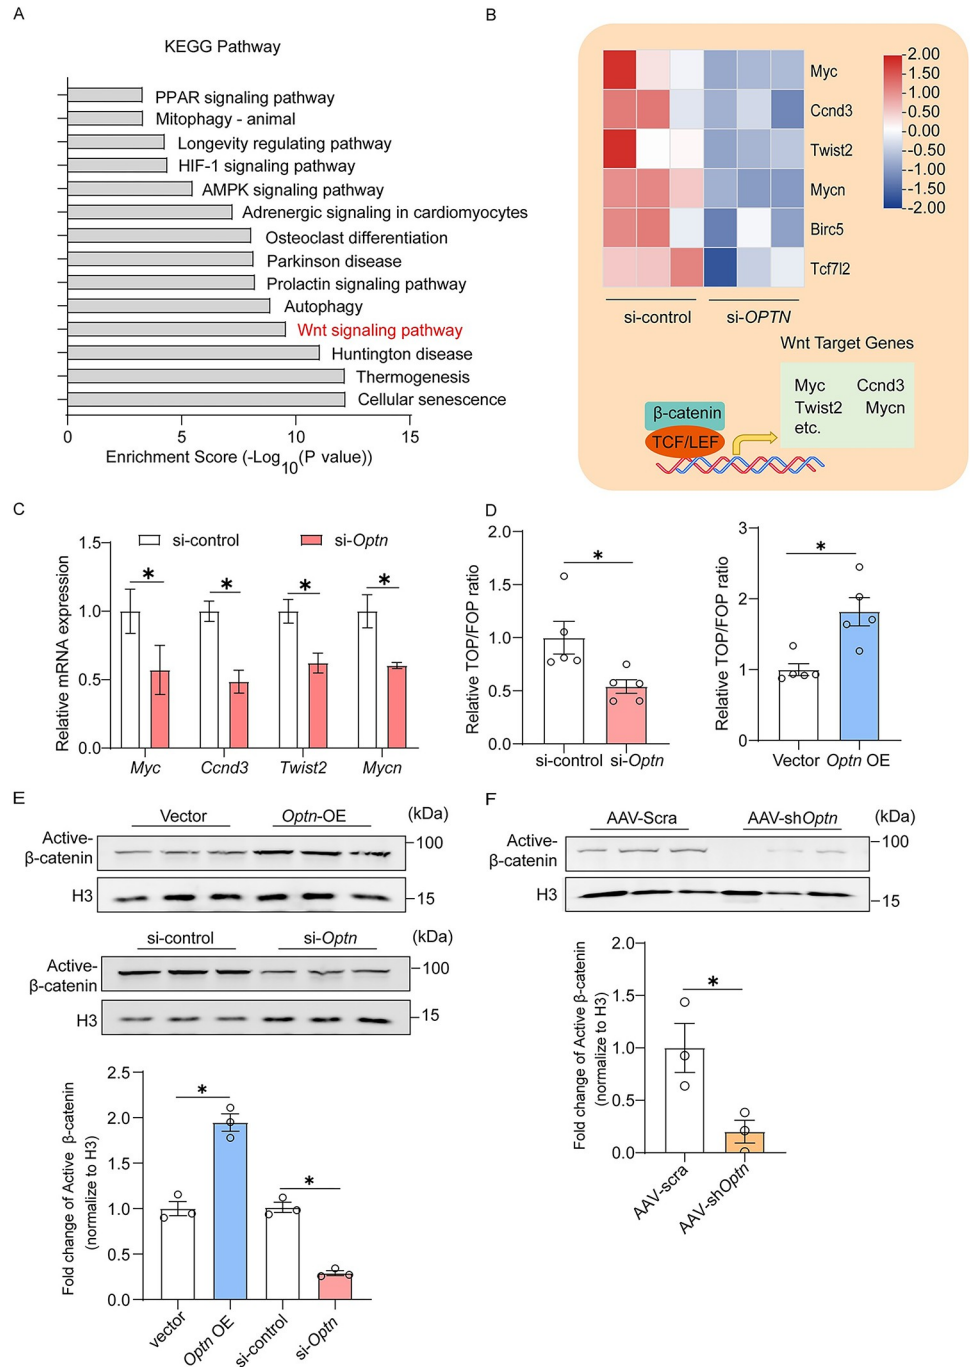 A
KEGG Pathway
PPAR signaling pathway
Mitophagy - animal
Longevity regulating pathway
HIF-1 signaling pathway
AMPK signaling pathway
Adrenergic signaling in cardiomyocytes
Osteoclast differentiation
Parkinson disease
Prolactin signaling pathway
Autophagy
Wnt signaling pathway
Huntington disease
Thermogenesis
Cellular senescence
0 5 10 15
Enrichment Score (-Log10(P value))
B
Myc
Ccnd3
Twist2
Mycn
Birc5
Tcf7l2
2.00
1.50
1.00
0.50
0.00
-0.50
-1.00
-1.50
-2.00
si-control si-OPTN
Wnt Target Genes
Myc Ccnd3
Twist2 Mycn
etc.
β-catenin
TCF/LEF
C
si-control si-Optn
Relative mRNA expression
1.5
1.0
0.5
0.0
* * * *
Myc Ccnd3 Twist2 Mycn
D
Relative TOP/FOP ratio
2.0
1.5
1.0
0.5
0.0
*
si-control si-Optn
Relative TOP/FOP ratio
3
2
1
0
*
Vector Optn OE
E
Vector Optn-OE (kDa)
Active-
β-catenin
100
H3
15
si-control si-Optn (kDa)
Active-
β-catenin
100
H3
15
Fold change of Active β-catenin
(normalize to H3)
2.5
2.0
1.5
1.0
0.5
0.0
* *
vector Optn OE si-control si-Optn
F
AAV-Scra AAV-shOptn (kDa)
Active-
β-catenin
100
H3
15
Fold change of Active β-catenin
(normalize to H3)
2.0
1.5
1.0
0.5
0.0
*
AAV-scra AAV-shOptn